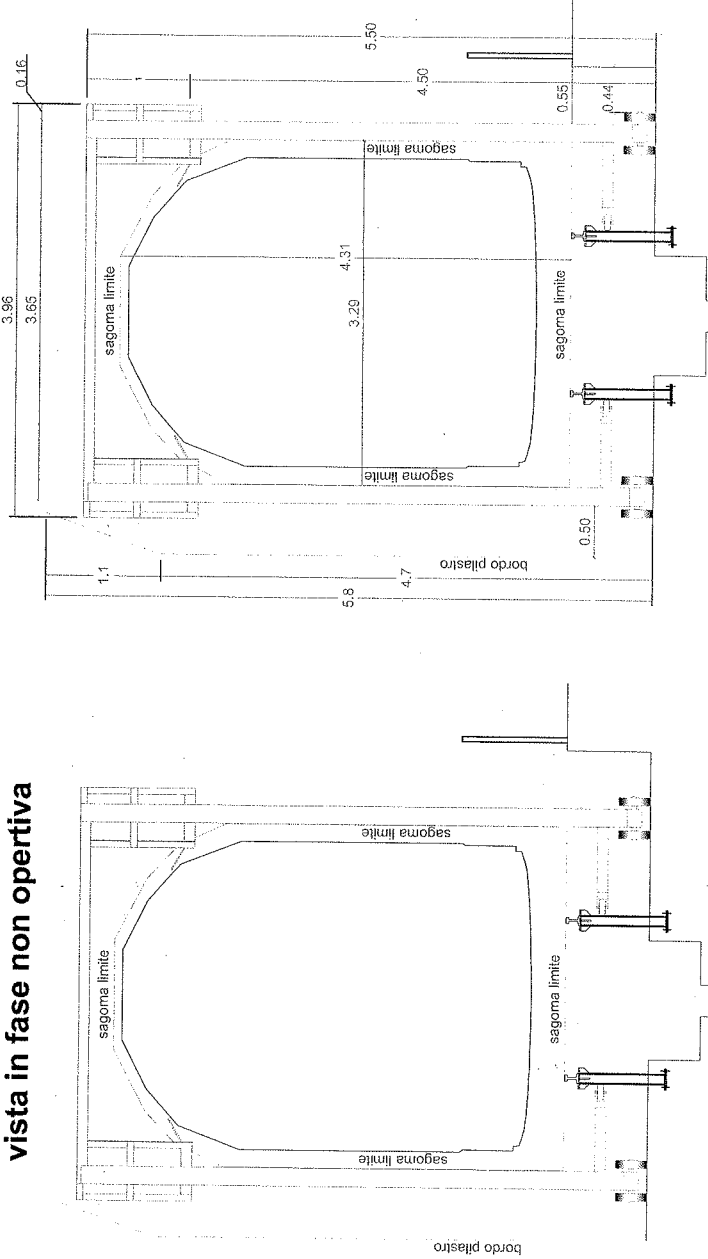 vista in fase non opertiva
sagoma limite
sagoma limite
sagoma limite
sagoma limite
bordo pilastro
3.96
3.65
0.16
5.50
1
4.50
0.55
0.44
sagoma limite
sagoma limite
4.31
3.29
sagoma limite
sagoma limite
0.50
bordo pilastro
1.1
4.7
5.8